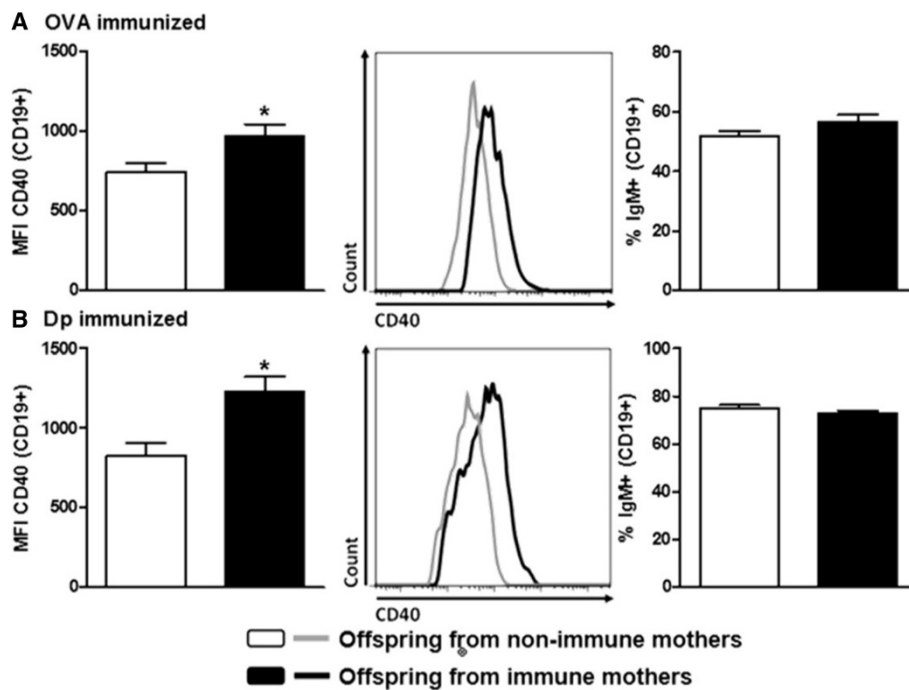 A OVA immunized
MFI CD40 (CD19+)
1500
1000
500
0
*
Count
CD40
% IgM+ (CD19+)
80
60
40
20
0
B Dp immunized
MFI CD40 (CD19+)
1500
1000
500
0
*
Count
CD40
% IgM+ (CD19+)
100
80
60
40
20
0
Offspring from non-immune mothers
Offspring from immune mothers